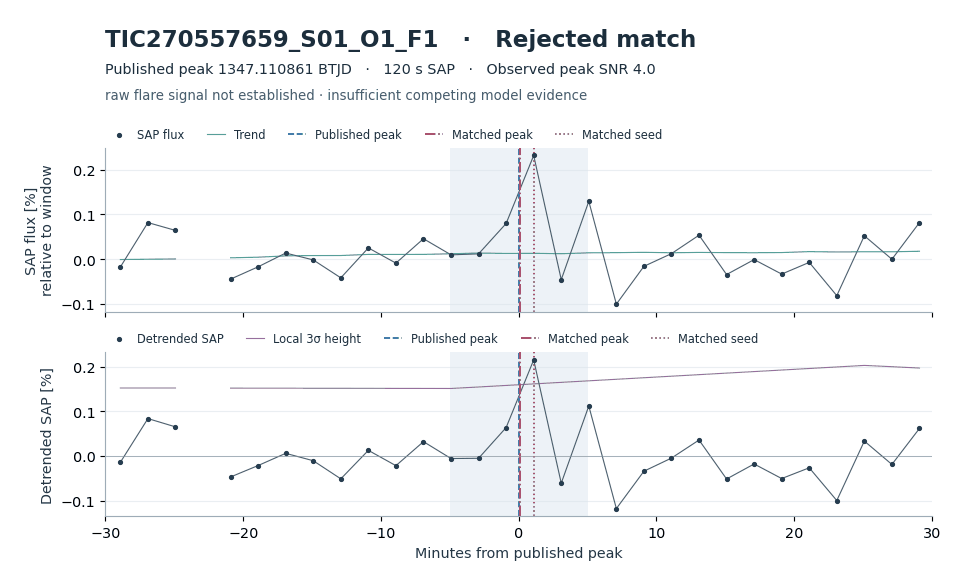 TIC270557659_S01_O1_F1 · Rejected match
Published peak 1347.110861 BTJD · 120 s SAP · Observed peak SNR 4.0
raw flare signal not established · insufficient competing model evidence
SAP flux Trend Published peak Matched peak Matched seed
SAP flux [%]
relative to window
0.2
0.1
0.0
−0.1
Detrended SAP Local 3σ height Published peak Matched peak Matched seed
Detrended SAP [%]
0.2
0.1
0.0
−0.1
−30 −20 −10 0 10 20 30
Minutes from published peak